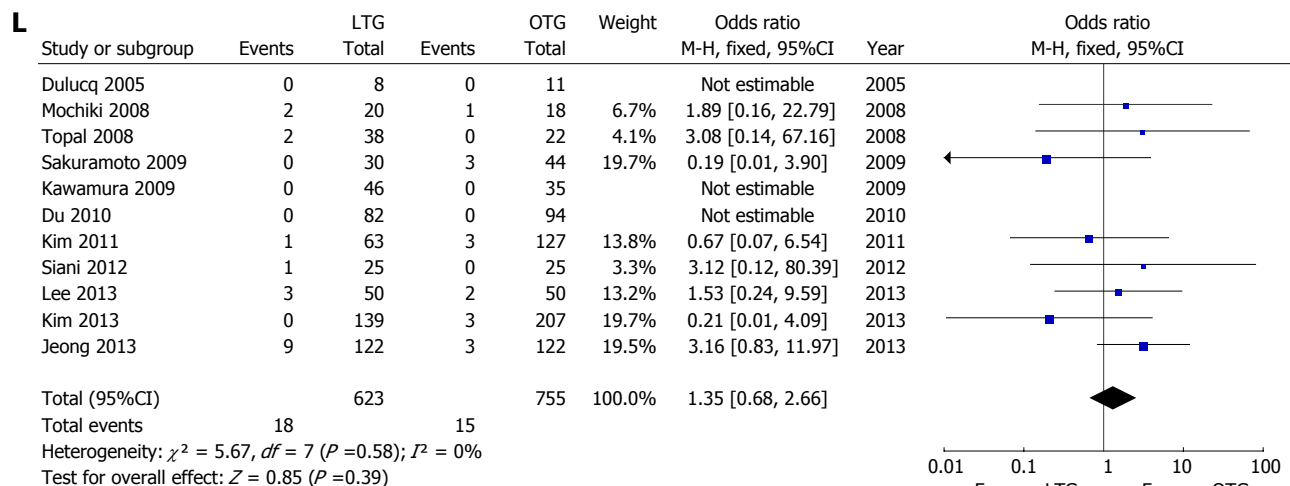 L
LTG OTG Weight Odds ratio Odds ratio
Study or subgroup Events Total Events Total M-H, fixed, 95%CI Year M-H, fixed, 95%CI
Dulucq 2005 0 8 0 11 Not estimable 2005
Mochiki 2008 2 20 1 18 6.7% 1.89 [0.16, 22.79] 2008
Topal 2008 2 38 0 22 4.1% 3.08 [0.14, 67.16] 2008
Sakuramoto 2009 0 30 3 44 19.7% 0.19 [0.01, 3.90] 2009
Kawamura 2009 0 46 0 35 Not estimable 2009
Du 2010 0 82 0 94 Not estimable 2010
Kim 2011 1 63 3 127 13.8% 0.67 [0.07, 6.54] 2011
Siani 2012 1 25 0 25 3.3% 3.12 [0.12, 80.39] 2012
Lee 2013 3 50 2 50 13.2% 1.53 [0.24, 9.59] 2013
Kim 2013 0 139 3 207 19.7% 0.21 [0.01, 4.09] 2013
Jeong 2013 9 122 3 122 19.5% 3.16 [0.83, 11.97] 2013
Total (95%CI) 623 755 100.0% 1.35 [0.68, 2.66]
Total events 18 15
Heterogeneity: χ² = 5.67, df = 7 (P =0.58); I² = 0%
Test for overall effect: Z = 0.85 (P =0.39)
0.01 0.1 1 10 100